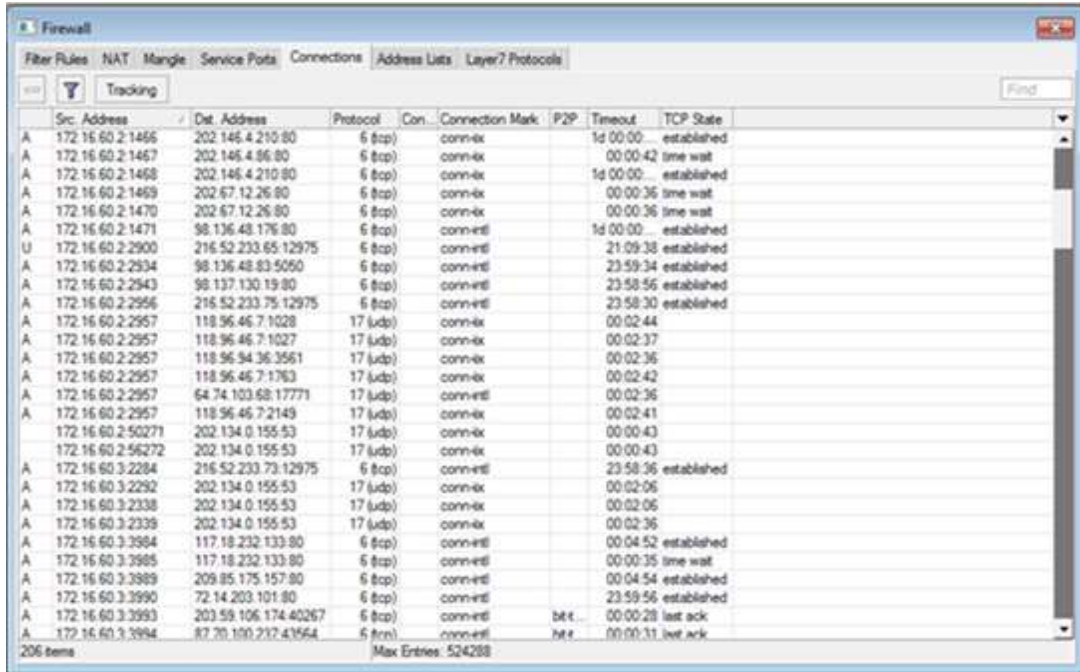 Firewall
Filter Rules NAT Mangle Service Ports Connections Address Lists Layer7 Protocols
Tracking Find
Src. Address Dst. Address Protocol Con... Connection Mark P2P Timeout TCP State
A 172.16.60.2:1466 202.146.4.210:80 6 (tcp) conn-iix 1d 00:00:... established
A 172.16.60.2:1467 202.146.4.86:80 6 (tcp) conn-iix 00:00:42 time wait
A 172.16.60.2:1468 202.146.4.210:80 6 (tcp) conn-iix 1d 00:00:... established
A 172.16.60.2:1469 202.67.12.26:80 6 (tcp) conn-iix 00:00:36 time wait
A 172.16.60.2:1470 202.67.12.26:80 6 (tcp) conn-iix 00:00:36 time wait
A 172.16.60.2:1471 98.136.48.176:80 6 (tcp) conn-intl 1d 00:00:... established
U 172.16.60.2:2900 216.52.233.65:12975 6 (tcp) conn-intl 21:09:38 established
A 172.16.60.2:2934 98.136.48.83:5050 6 (tcp) conn-intl 23:59:34 established
A 172.16.60.2:2943 98.137.130.19:80 6 (tcp) conn-intl 23:58:56 established
A 172.16.60.2:2956 216.52.233.75:12975 6 (tcp) conn-intl 23:58:30 established
A 172.16.60.2:2957 118.96.46.7:1028 17 (udp) conn-iix 00:02:44
A 172.16.60.2:2957 118.96.46.7:1027 17 (udp) conn-iix 00:02:37
A 172.16.60.2:2957 118.96.94.36:3561 17 (udp) conn-iix 00:02:36
A 172.16.60.2:2957 118.96.46.7:1763 17 (udp) conn-iix 00:02:42
A 172.16.60.2:2957 64.74.103.68:17771 17 (udp) conn-intl 00:02:36
A 172.16.60.2:2957 118.96.46.7:2149 17 (udp) conn-iix 00:02:41
172.16.60.2:50271 202.134.0.155:53 17 (udp) conn-iix 00:00:43
172.16.60.2:56272 202.134.0.155:53 17 (udp) conn-iix 00:00:43
A 172.16.60.3:2284 216.52.233.73:12975 6 (tcp) conn-intl 23:58:36 established
A 172.16.60.3:2292 202.134.0.155:53 17 (udp) conn-iix 00:02:06
A 172.16.60.3:2338 202.134.0.155:53 17 (udp) conn-iix 00:02:06
A 172.16.60.3:2339 202.134.0.155:53 17 (udp) conn-iix 00:02:36
A 172.16.60.3:3984 117.18.232.133:80 6 (tcp) conn-intl 00:04:52 established
A 172.16.60.3:3985 117.18.232.133:80 6 (tcp) conn-intl 00:00:35 time wait
A 172.16.60.3:3989 209.85.175.157:80 6 (tcp) conn-intl 00:04:54 established
A 172.16.60.3:3990 72.14.203.101:80 6 (tcp) conn-intl 23:59:56 established
A 172.16.60.3:3993 203.59.106.174:40267 6 (tcp) conn-intl bit-t... 00:00:28 last ack
A 172.16.60.3:3994 87.70.100.237:43564 6 (tcp) conn-intl 00:00:31 last ack
206 items Max Entries: 524288